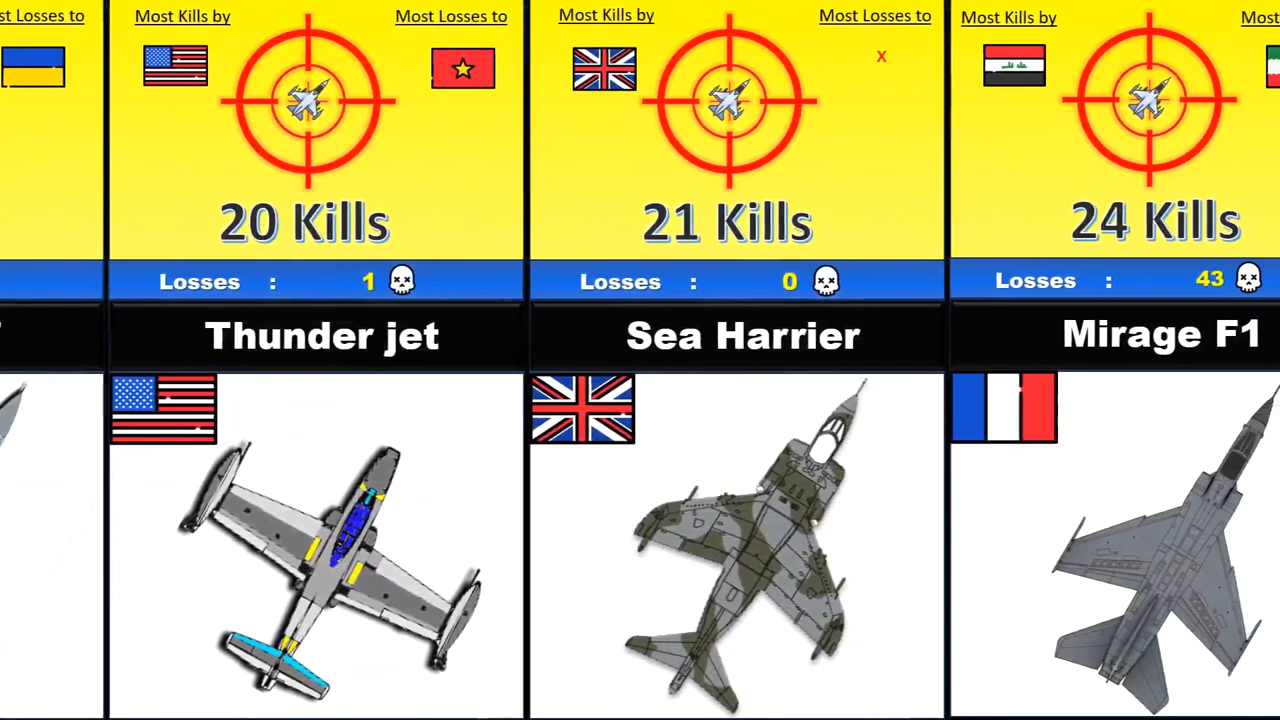 st Losses to
Most Kills by
Most Losses to
20 Kills
Losses : 1
Thunder jet
Most Kills by
Most Losses to
x
21 Kills
Losses : 0
Sea Harrier
Most Kills by
Most
24 Kills
Losses : 43
Mirage F1